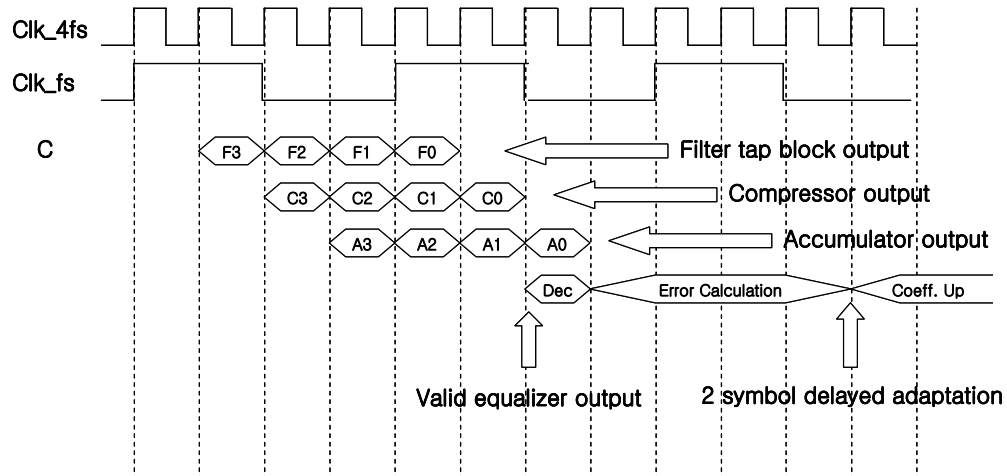 Clk_4fs
Clk_fs
C
F3 F2 F1 F0
Filter tap block output
C3 C2 C1 C0
Compressor output
A3 A2 A1 A0
Accumulator output
Dec Error Calculation Coeff. Up
Valid equalizer output
2 symbol delayed adaptation